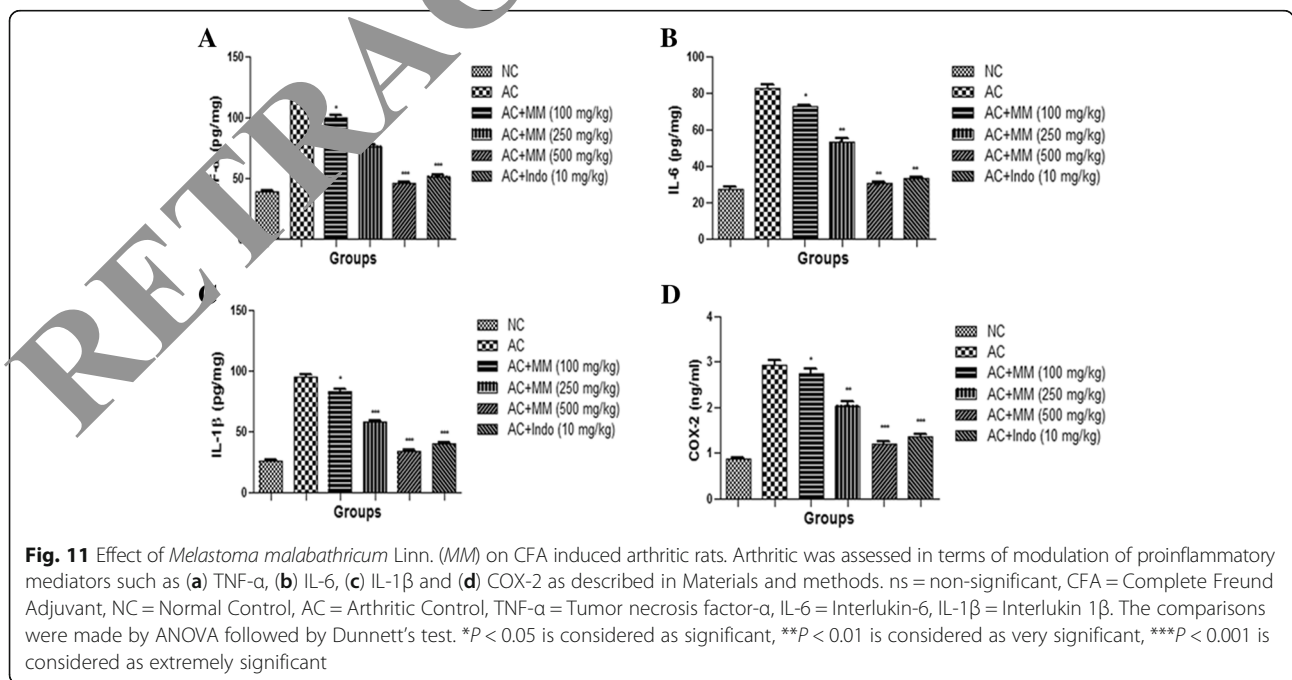 RETRAC
A
150
100
50
(pg/mg)
NC
AC
AC+MM (100 mg/kg)
AC+MM (250 mg/kg)
AC+MM (500 mg/kg)
AC+Indo (10 mg/kg)
*
***
***
Groups
B
100
80
60
40
20
0
IL-6 (pg/mg)
NC
AC
AC+MM (100 mg/kg)
AC+MM (250 mg/kg)
AC+MM (500 mg/kg)
AC+Indo (10 mg/kg)
*
**
**
**
Groups
150
100
50
0
IL-1β (pg/mg)
NC
AC
AC+MM (100 mg/kg)
AC+MM (250 mg/kg)
AC+MM (500 mg/kg)
AC+Indo (10 mg/kg)
*
***
***
***
Groups
D
4
3
2
1
0
COX-2 (ng/ml)
NC
AC
AC+MM (100 mg/kg)
AC+MM (250 mg/kg)
AC+MM (500 mg/kg)
AC+Indo (10 mg/kg)
*
**
***
***
Groups
Fig. 11 Effect of Melastoma malabathricum Linn. (MM) on CFA induced arthritic rats. Arthritic was assessed in terms of modulation of proinflammatory
mediators such as (a) TNF-α, (b) IL-6, (c) IL-1β and (d) COX-2 as described in Materials and methods. ns = non-significant, CFA = Complete Freund
Adjuvant, NC = Normal Control, AC = Arthritic Control, TNF-α = Tumor necrosis factor-α, IL-6 = Interlukin-6, IL-1β = Interlukin 1β. The comparisons
were made by ANOVA followed by Dunnett's test. *P < 0.05 is considered as significant, **P < 0.01 is considered as very significant, ***P < 0.001 is
considered as extremely significant